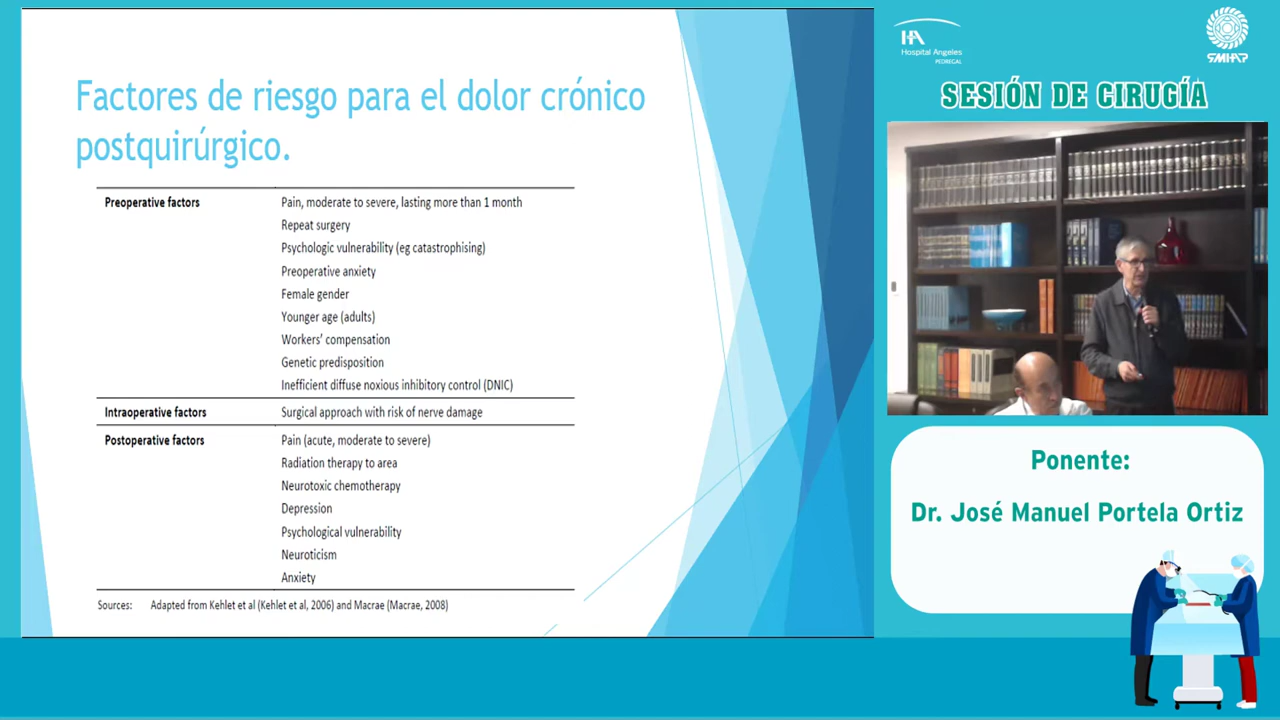 Factores de riesgo para el dolor crónico
postquirúrgico.
Preoperative factors
Pain, moderate to severe, lasting more than 1 month
Repeat surgery
Psychologic vulnerability (eg catastrophising)
Preoperative anxiety
Female gender
Younger age (adults)
Workers' compensation
Genetic predisposition
Inefficient diffuse noxious inhibitory control (DNIC)
Intraoperative factors
Surgical approach with risk of nerve damage
Postoperative factors
Pain (acute, moderate to severe)
Radiation therapy to area
Neurotoxic chemotherapy
Depression
Psychological vulnerability
Neuroticism
Anxiety
Sources: Adapted from Kehlet et al (Kehlet et al, 2006) and Macrae (Macrae, 2008)
HA
Hospital Angeles
PEDREGAL
SMHAP
SESIÓN DE CIRUGÍA
Ponente:
Dr. José Manuel Portela Ortiz